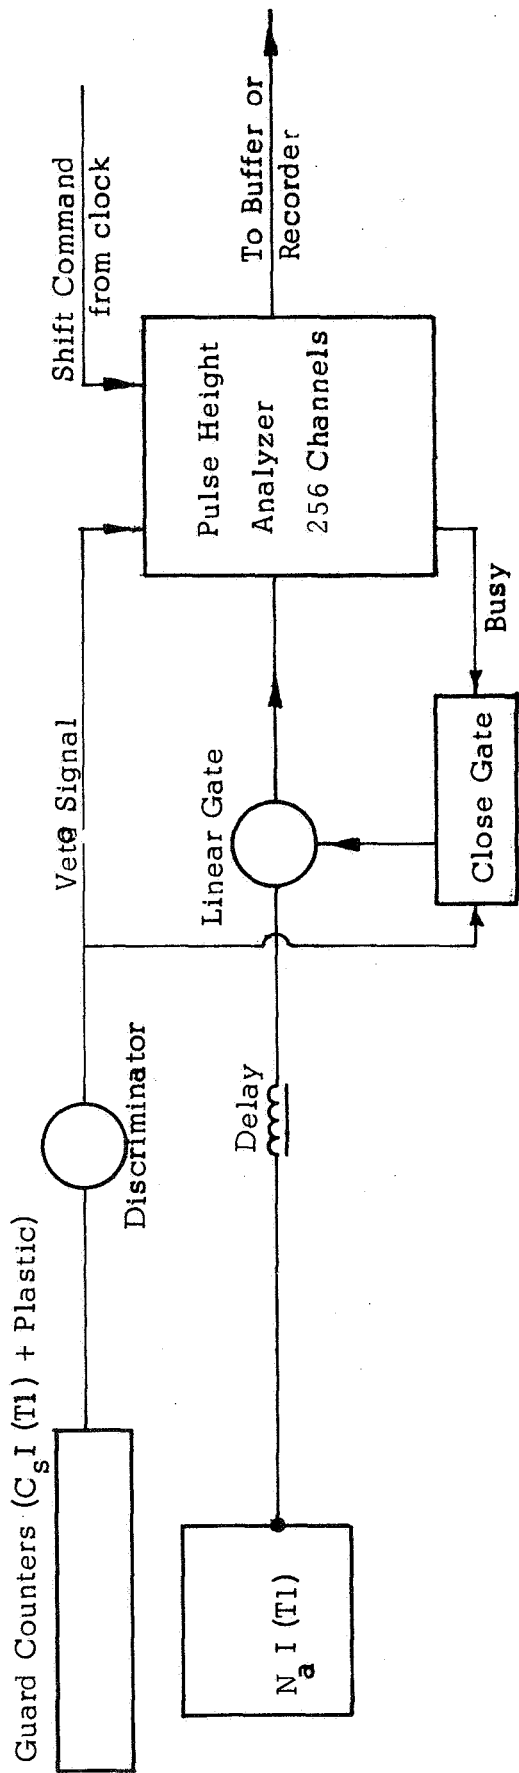 Guard Counters (CsI (Tl) + Plastic)
Discriminator
Veto Signal
Shift Command
from clock
Na I (Tl)
Delay
Linear Gate
Pulse Height
Analyzer
256 Channels
To Buffer or
Recorder
Close Gate
Busy